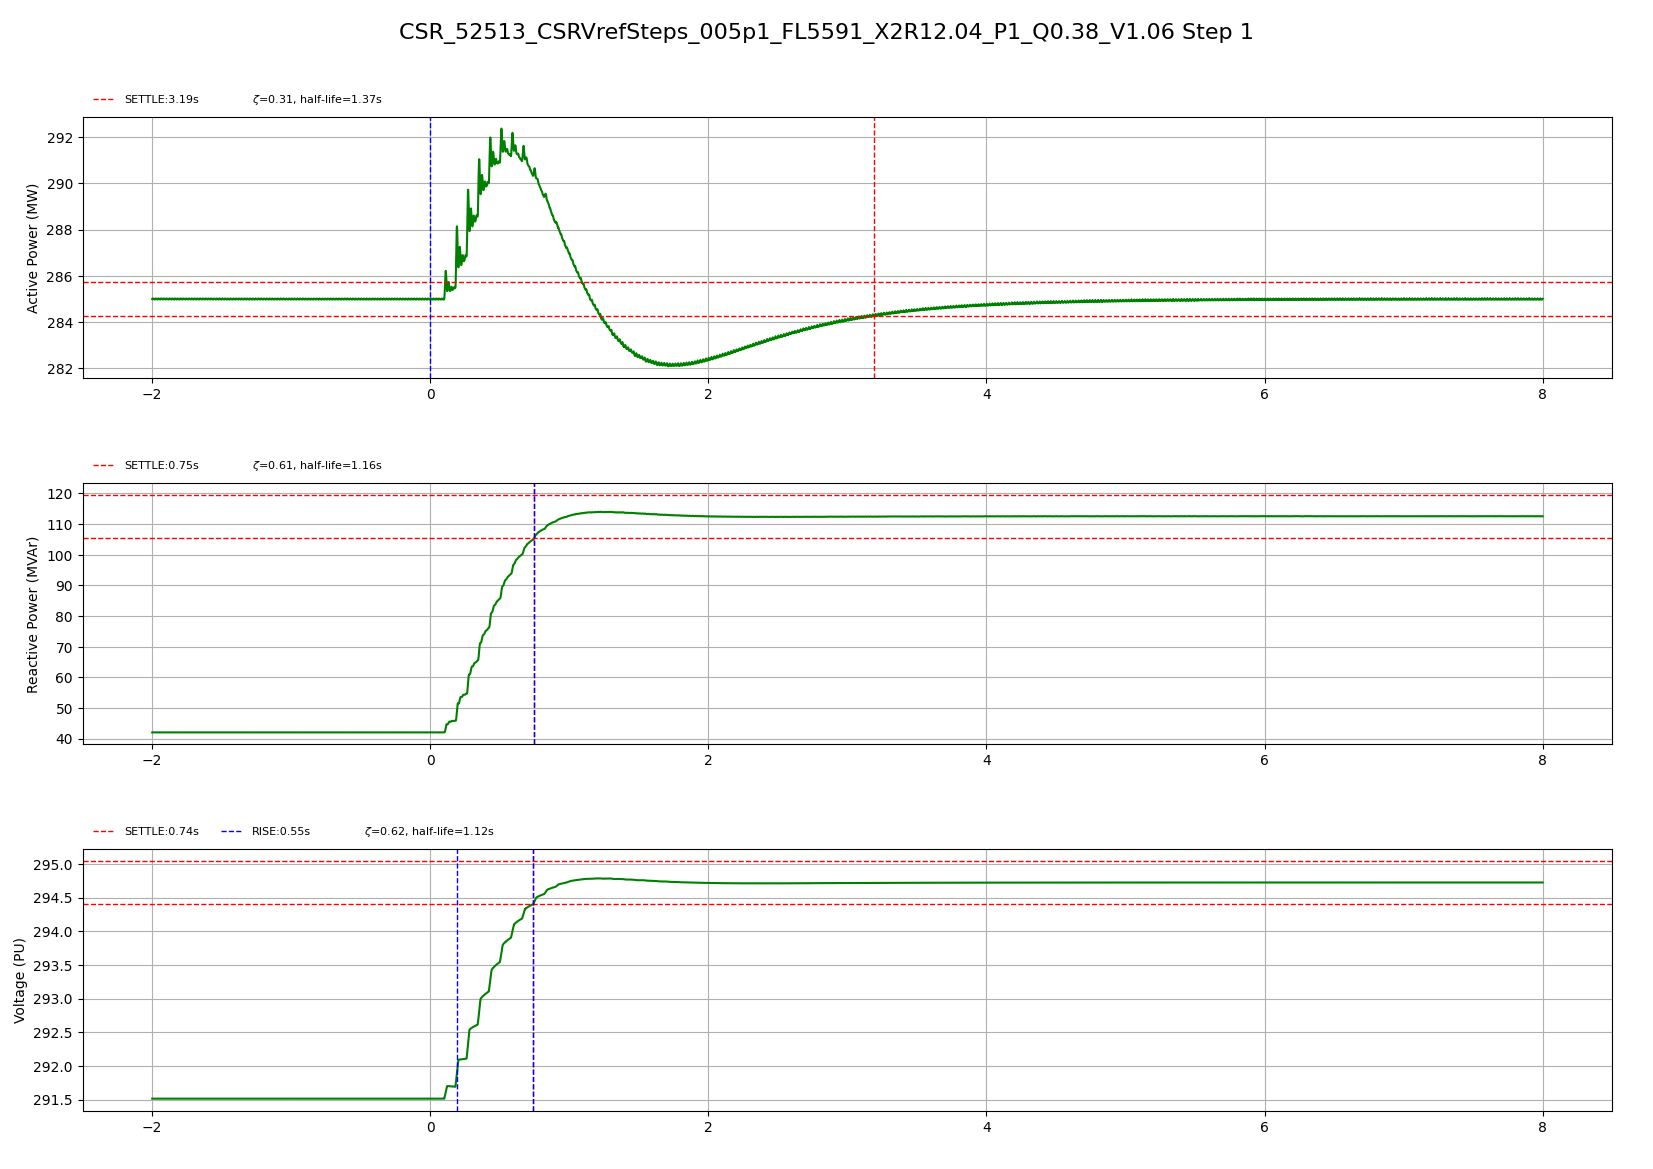 CSR_52513_CSRVrefSteps_005p1_FL5591_X2R12.04_P1_Q0.38_V1.06 Step 1
SETTLE:3.19s ζ=0.31, half-life=1.37s
Active Power (MW)
292
290
288
286
284
282
−2 0 2 4 6 8
SETTLE:0.75s ζ=0.61, half-life=1.16s
Reactive Power (MVAr)
120
110
100
90
80
70
60
50
40
−2 0 2 4 6 8
SETTLE:0.74s RISE:0.55s ζ=0.62, half-life=1.12s
Voltage (PU)
295.0
294.5
294.0
293.5
293.0
292.5
292.0
291.5
−2 0 2 4 6 8